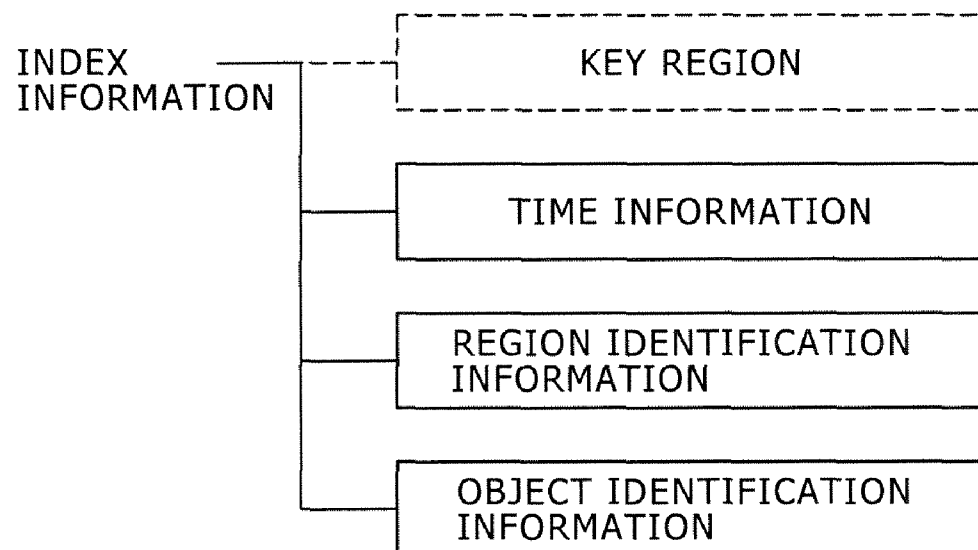 INDEX
INFORMATION
KEY REGION
TIME INFORMATION
REGION IDENTIFICATION
INFORMATION
OBJECT IDENTIFICATION
INFORMATION